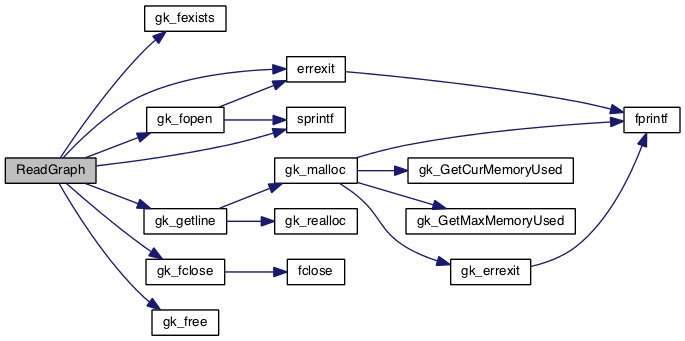 gk_fexists
errexit
gk_fopen
sprintf
fprintf
ReadGraph
gk_malloc
gk_GetCurMemoryUsed
gk_getline
gk_realloc
gk_GetMaxMemoryUsed
gk_fclose
fclose
gk_errexit
gk_free